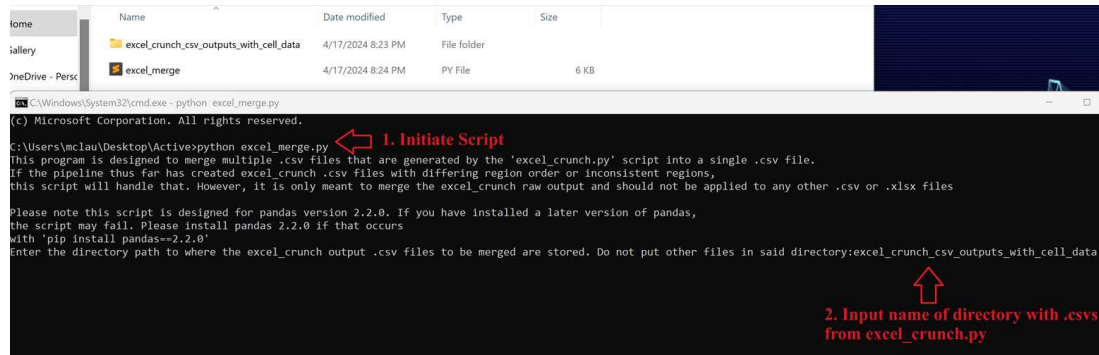 Home
Name Date modified Type Size
Gallery
excel_crunch_csv_outputs_with_cell_data 4/17/2024 8:23 PM File folder
OneDrive - Persc
excel_merge 4/17/2024 8:24 PM PY File 6 KB
C:\Windows\System32\cmd.exe - python excel_merge.py
(c) Microsoft Corporation. All rights reserved.
C:\Users\mclau\Desktop\Active>python excel_merge.py
1. Initiate Script
This program is designed to merge multiple .csv files that are generated by the 'excel_crunch.py' script into a single .csv file.
If the pipeline thus far has created excel_crunch .csv files with differing region order or inconsistent regions,
this script will handle that. However, it is only meant to merge the excel_crunch raw output and should not be applied to any other .csv or .xlsx files
Please note this script is designed for pandas version 2.2.0. If you have installed a later version of pandas,
the script may fail. Please install pandas 2.2.0 if that occurs
with 'pip install pandas==2.2.0'
Enter the directory path to where the excel_crunch output .csv files to be merged are stored. Do not put other files in said directory:excel_crunch_csv_outputs_with_cell_data
2. Input name of directory with .csvs
from excel_crunch.py